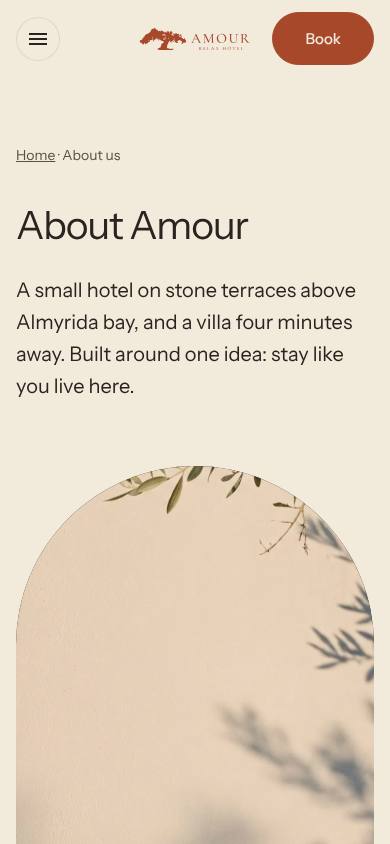 AMOUR
RELAX HOTEL
Book
Home · About us
About Amour
A small hotel on stone terraces above
Almyrida bay, and a villa four minutes
away. Built around one idea: stay like
you live here.